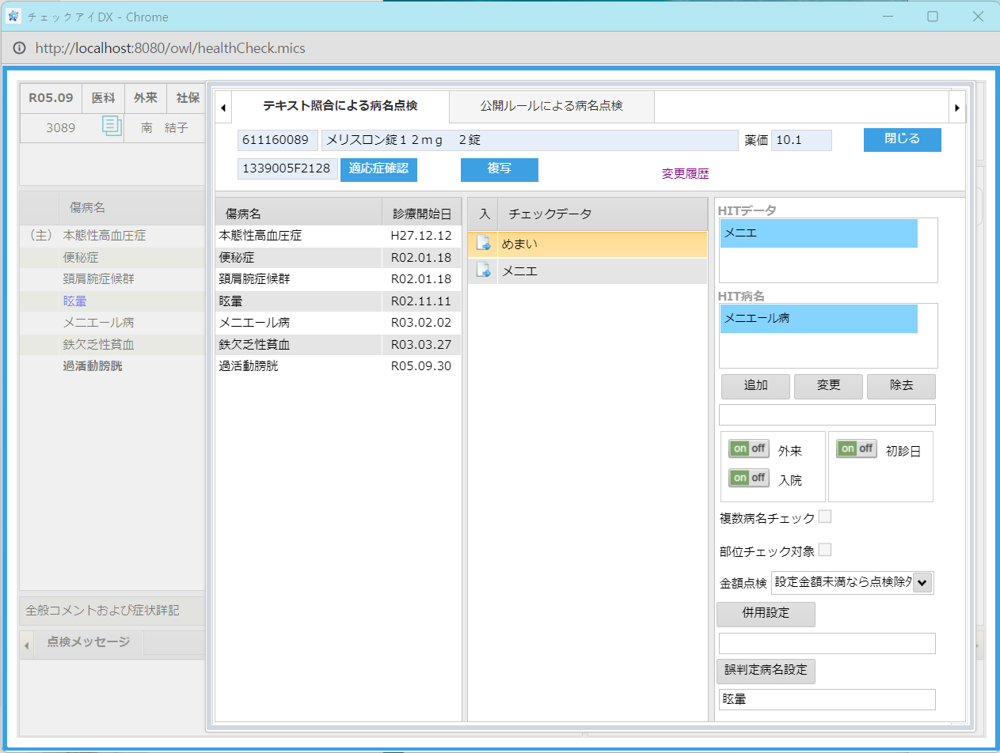 チェックアイDX - Chrome
http://localhost:8080/owl/healthCheck.mics
R05.09 医科 外来 社保
3089 南 結子
傷病名
（主） 本態性高血圧症
便秘症
頚肩腕症候群
眩暈
メニエール病
鉄欠乏性貧血
過活動膀胱
全般コメントおよび症状詳記
点検メッセージ
テキスト照合による病名点検 公開ルールによる病名点検
611160089 メリスロン錠１２ｍｇ　２錠 薬価 10.1 閉じる
1339005F2128 適応症確認 複写 変更履歴
傷病名 診療開始日
本態性高血圧症 H27.12.12
便秘症 R02.01.18
頚肩腕症候群 R02.01.18
眩暈 R02.11.11
メニエール病 R03.02.02
鉄欠乏性貧血 R03.03.27
過活動膀胱 R05.09.30
入 チェックデータ
めまい
メニエ
HITデータ
メニエ
HIT病名
メニエール病
追加 変更 除去
on off 外来 on off 初診日
on off 入院
複数病名チェック
部位チェック対象
金額点検 設定金額未満なら点検除外
併用設定
誤判定病名設定
眩暈